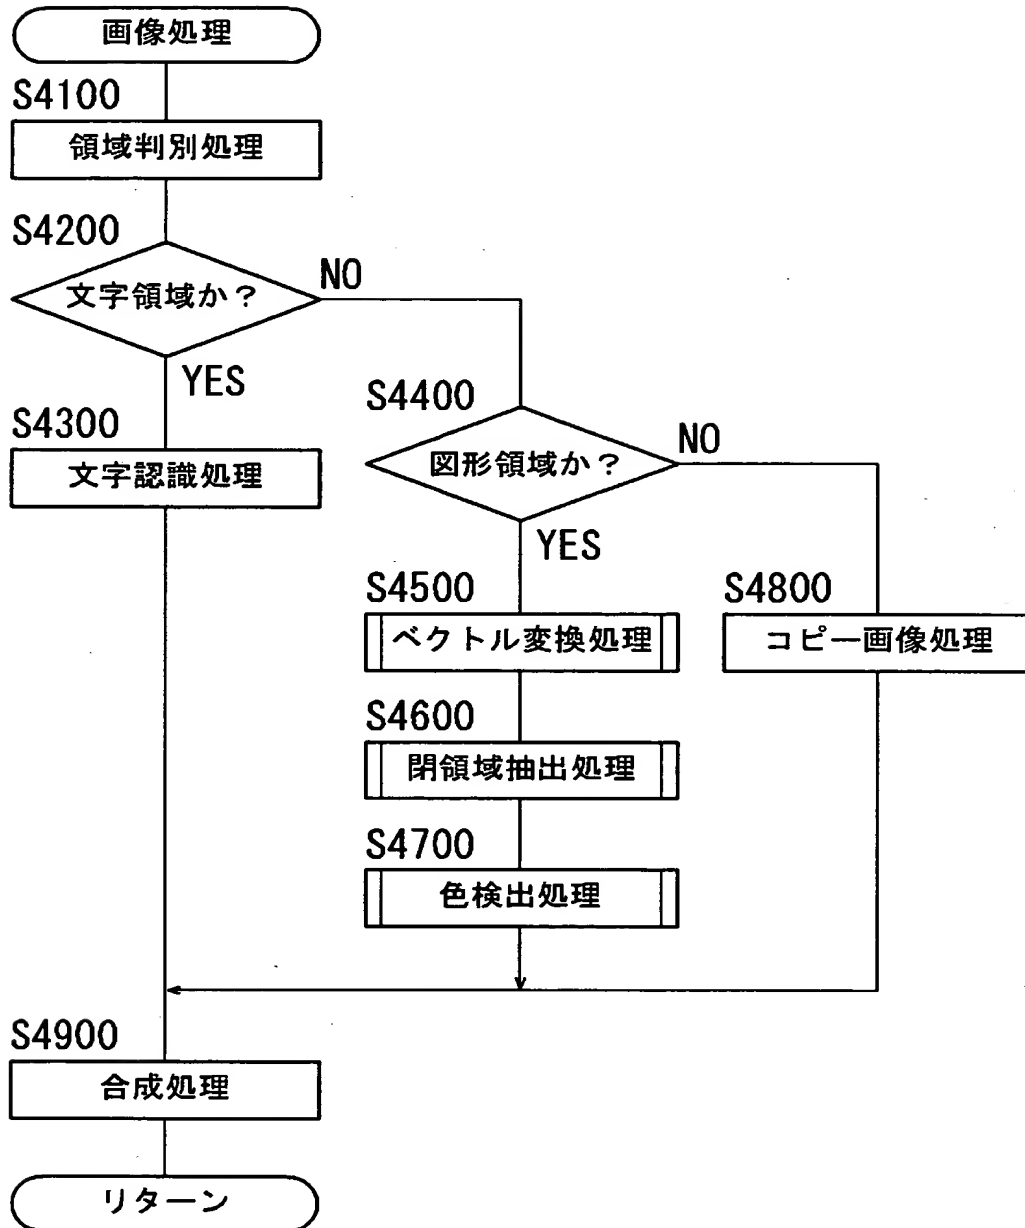 画像処理
S4100
領域判別処理
S4200
文字領域か？
NO
YES
S4300
文字認識処理
S4400
図形領域か？
NO
YES
S4500
ベクトル変換処理
S4800
コピー画像処理
S4600
閉領域抽出処理
S4700
色検出処理
S4900
合成処理
リターン